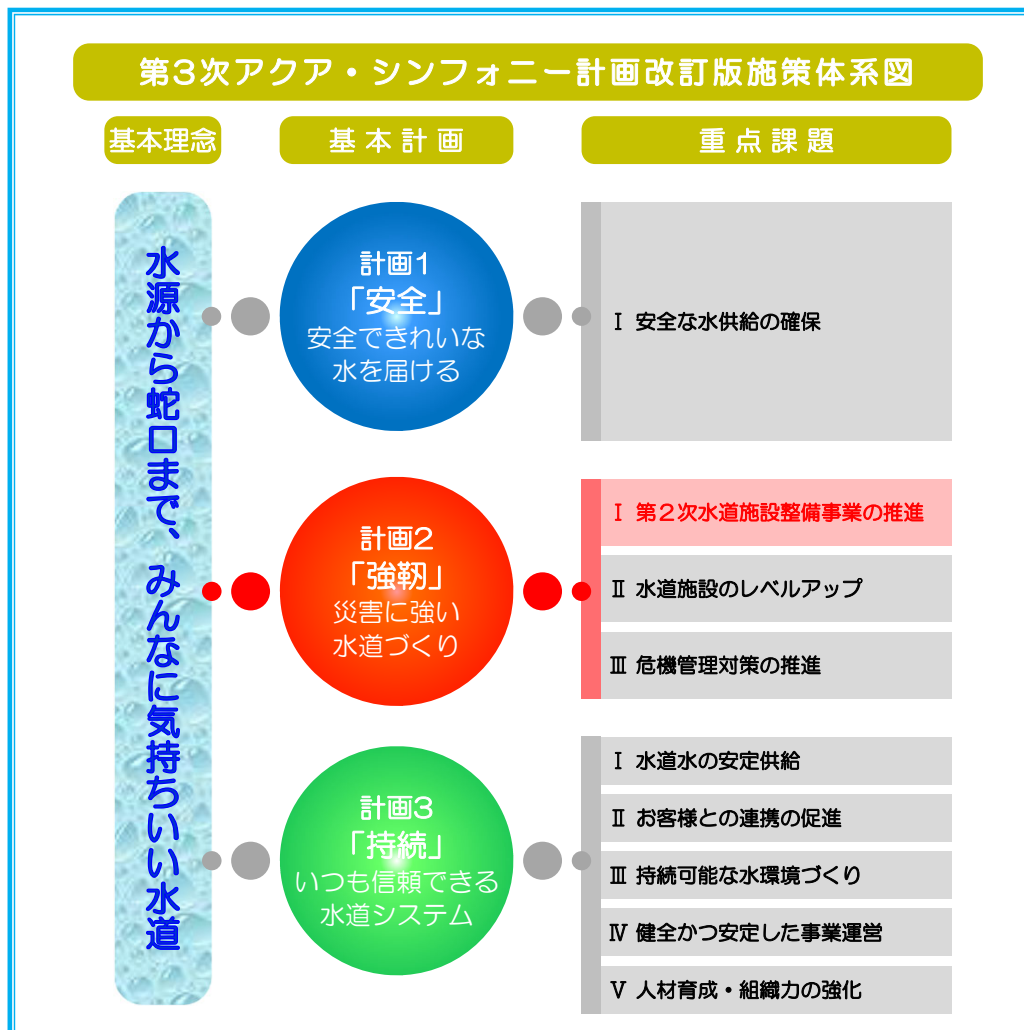 第3次アクア・シンフォニー計画改訂版施策体系図
基本理念
基本計画
重点課題
水源から蛇口まで、みんなに気持ちいい水道
計画1
「安全」
安全できれいな
水を届ける
Ⅰ 安全な水供給の確保
計画2
「強靭」
災害に強い
水道づくり
Ⅰ 第2次水道施設整備事業の推進
Ⅱ 水道施設のレベルアップ
Ⅲ 危機管理対策の推進
計画3
「持続」
いつも信頼できる
水道システム
Ⅰ 水道水の安定供給
Ⅱ お客様との連携の促進
Ⅲ 持続可能な水環境づくり
Ⅳ 健全かつ安定した事業運営
Ⅴ 人材育成・組織力の強化